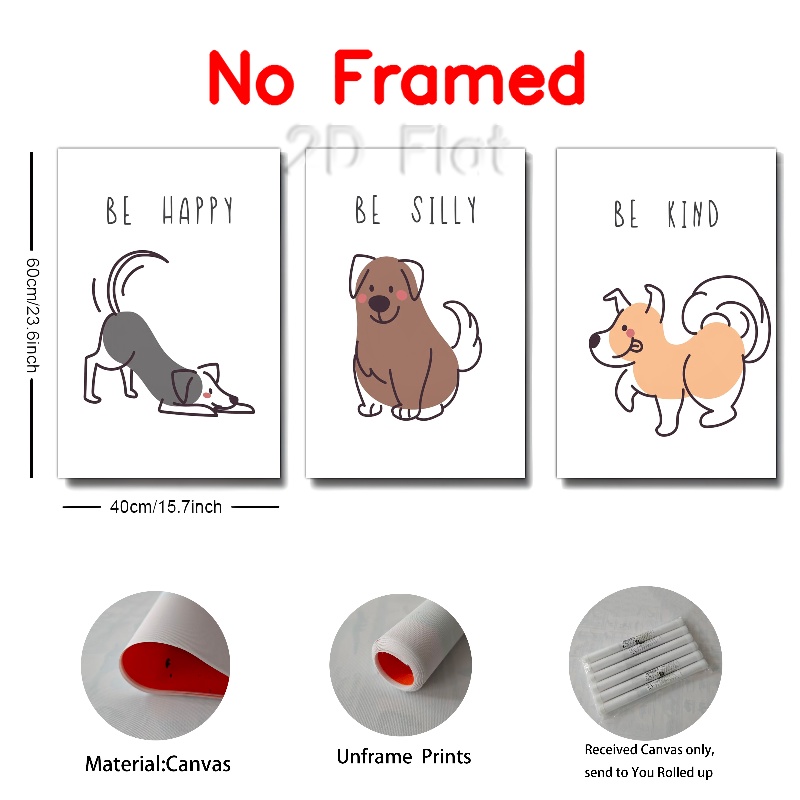 No Framed
2D Flat
BE HAPPY
BE SILLY
BE KIND
60cm/23.6inch
40cm/15.7inch
Material:Canvas
Unframe Prints
Received Canvas only,
send to You Rolled up